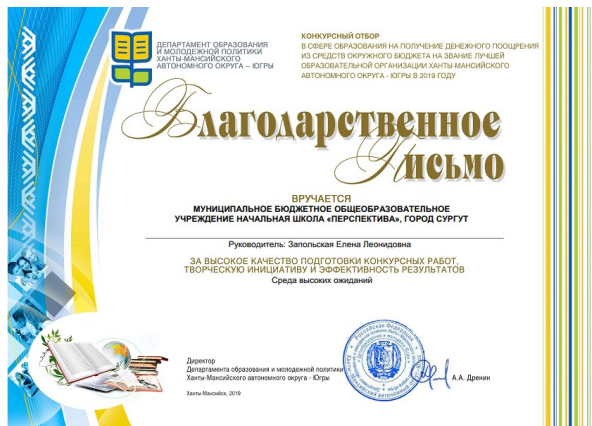 ДЕПАРТАМЕНТ ОБРАЗОВАНИЯ
И МОЛОДЕЖНОЙ ПОЛИТИКИ
ХАНТЫ-МАНСИЙСКОГО
АВТОНОМНОГО ОКРУГА – ЮГРЫ
КОНКУРСНЫЙ ОТБОР
В СФЕРЕ ОБРАЗОВАНИЯ НА ПОЛУЧЕНИЕ ДЕНЕЖНОГО ПООЩРЕНИЯ
ИЗ СРЕДСТВ ОКРУЖНОГО БЮДЖЕТА НА ЗВАНИЕ ЛУЧШЕЙ
ОБРАЗОВАТЕЛЬНОЙ ОРГАНИЗАЦИИ ХАНТЫ-МАНСИЙСКОГО
АВТОНОМНОГО ОКРУГА - ЮГРЫ В 2019 ГОДУ
Благодарственное
Письмо
ВРУЧАЕТСЯ
МУНИЦИПАЛЬНОЕ БЮДЖЕТНОЕ ОБЩЕОБРАЗОВАТЕЛЬНОЕ
УЧРЕЖДЕНИЕ НАЧАЛЬНАЯ ШКОЛА «ПЕРСПЕКТИВА», ГОРОД СУРГУТ
Руководитель: Запольская Елена Леонидовна
ЗА ВЫСОКОЕ КАЧЕСТВО ПОДГОТОВКИ КОНКУРСНЫХ РАБОТ,
ТВОРЧЕСКУЮ ИНИЦИАТИВУ И ЭФФЕКТИВНОСТЬ РЕЗУЛЬТАТОВ
Среда высоких ожиданий
Директор
Департамента образования и молодежной политики
Ханты-Мансийского автономного округа - Югры
А.А. Дренин
Ханты-Мансийск, 2019
Российская Федерация